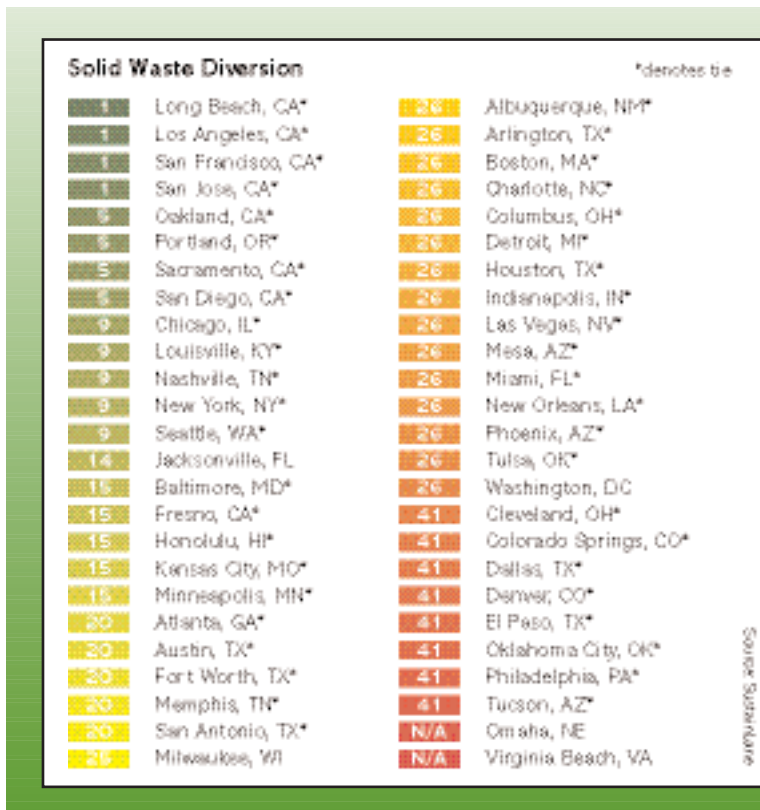 Solid Waste Diversion
*denotes tie
1 Long Beach, CA*
1 Los Angeles, CA*
1 San Francisco, CA*
1 San Jose, CA*
5 Oakland, CA*
5 Portland, OR*
5 Sacramento, CA*
5 San Diego, CA*
9 Chicago, IL*
9 Louisville, KY*
9 Nashville, TN*
9 New York, NY*
9 Seattle, WA*
14 Jacksonville, FL
15 Baltimore, MD*
15 Fresno, CA*
15 Honolulu, HI*
15 Kansas City, MO*
15 Minneapolis, MN*
20 Atlanta, GA*
20 Austin, TX*
20 Fort Worth, TX*
20 Memphis, TN*
20 San Antonio, TX*
25 Milwaukee, WI
26 Albuquerque, NM*
26 Arlington, TX*
26 Boston, MA*
26 Charlotte, NC*
26 Columbus, OH*
26 Detroit, MI*
26 Houston, TX*
26 Indianapolis, IN*
26 Las Vegas, NV*
26 Mesa, AZ*
26 Miami, FL*
26 New Orleans, LA*
26 Phoenix, AZ*
26 Tulsa, OK*
26 Washington, DC
41 Cleveland, OH*
41 Colorado Springs, CO*
41 Dallas, TX*
41 Denver, CO*
41 El Paso, TX*
41 Oklahoma City, OK*
41 Philadelphia, PA*
41 Tucson, AZ*
N/A Omaha, NE
N/A Virginia Beach, VA
Source SustainLane